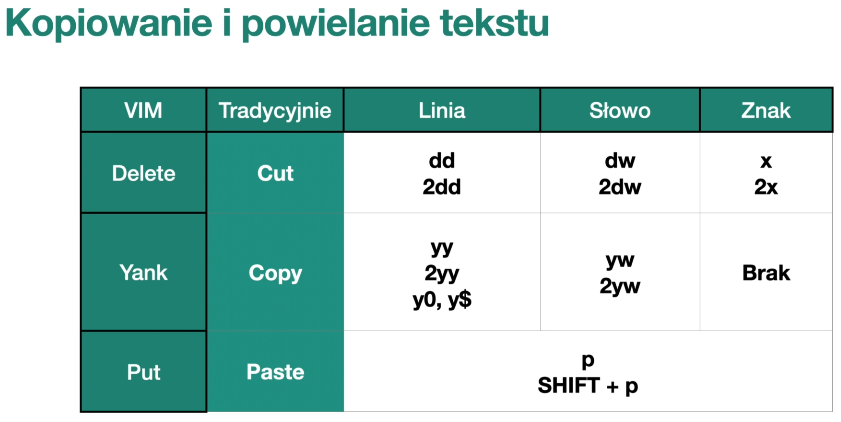 Kopiowanie i powielanie tekstu
VIM Tradycyjnie Linia Słowo Znak
Delete Cut dd dw x
2dd 2dw 2x
Yank Copy yy yw Brak
2yy 2yw
y0, y$
Put Paste p
SHIFT + p